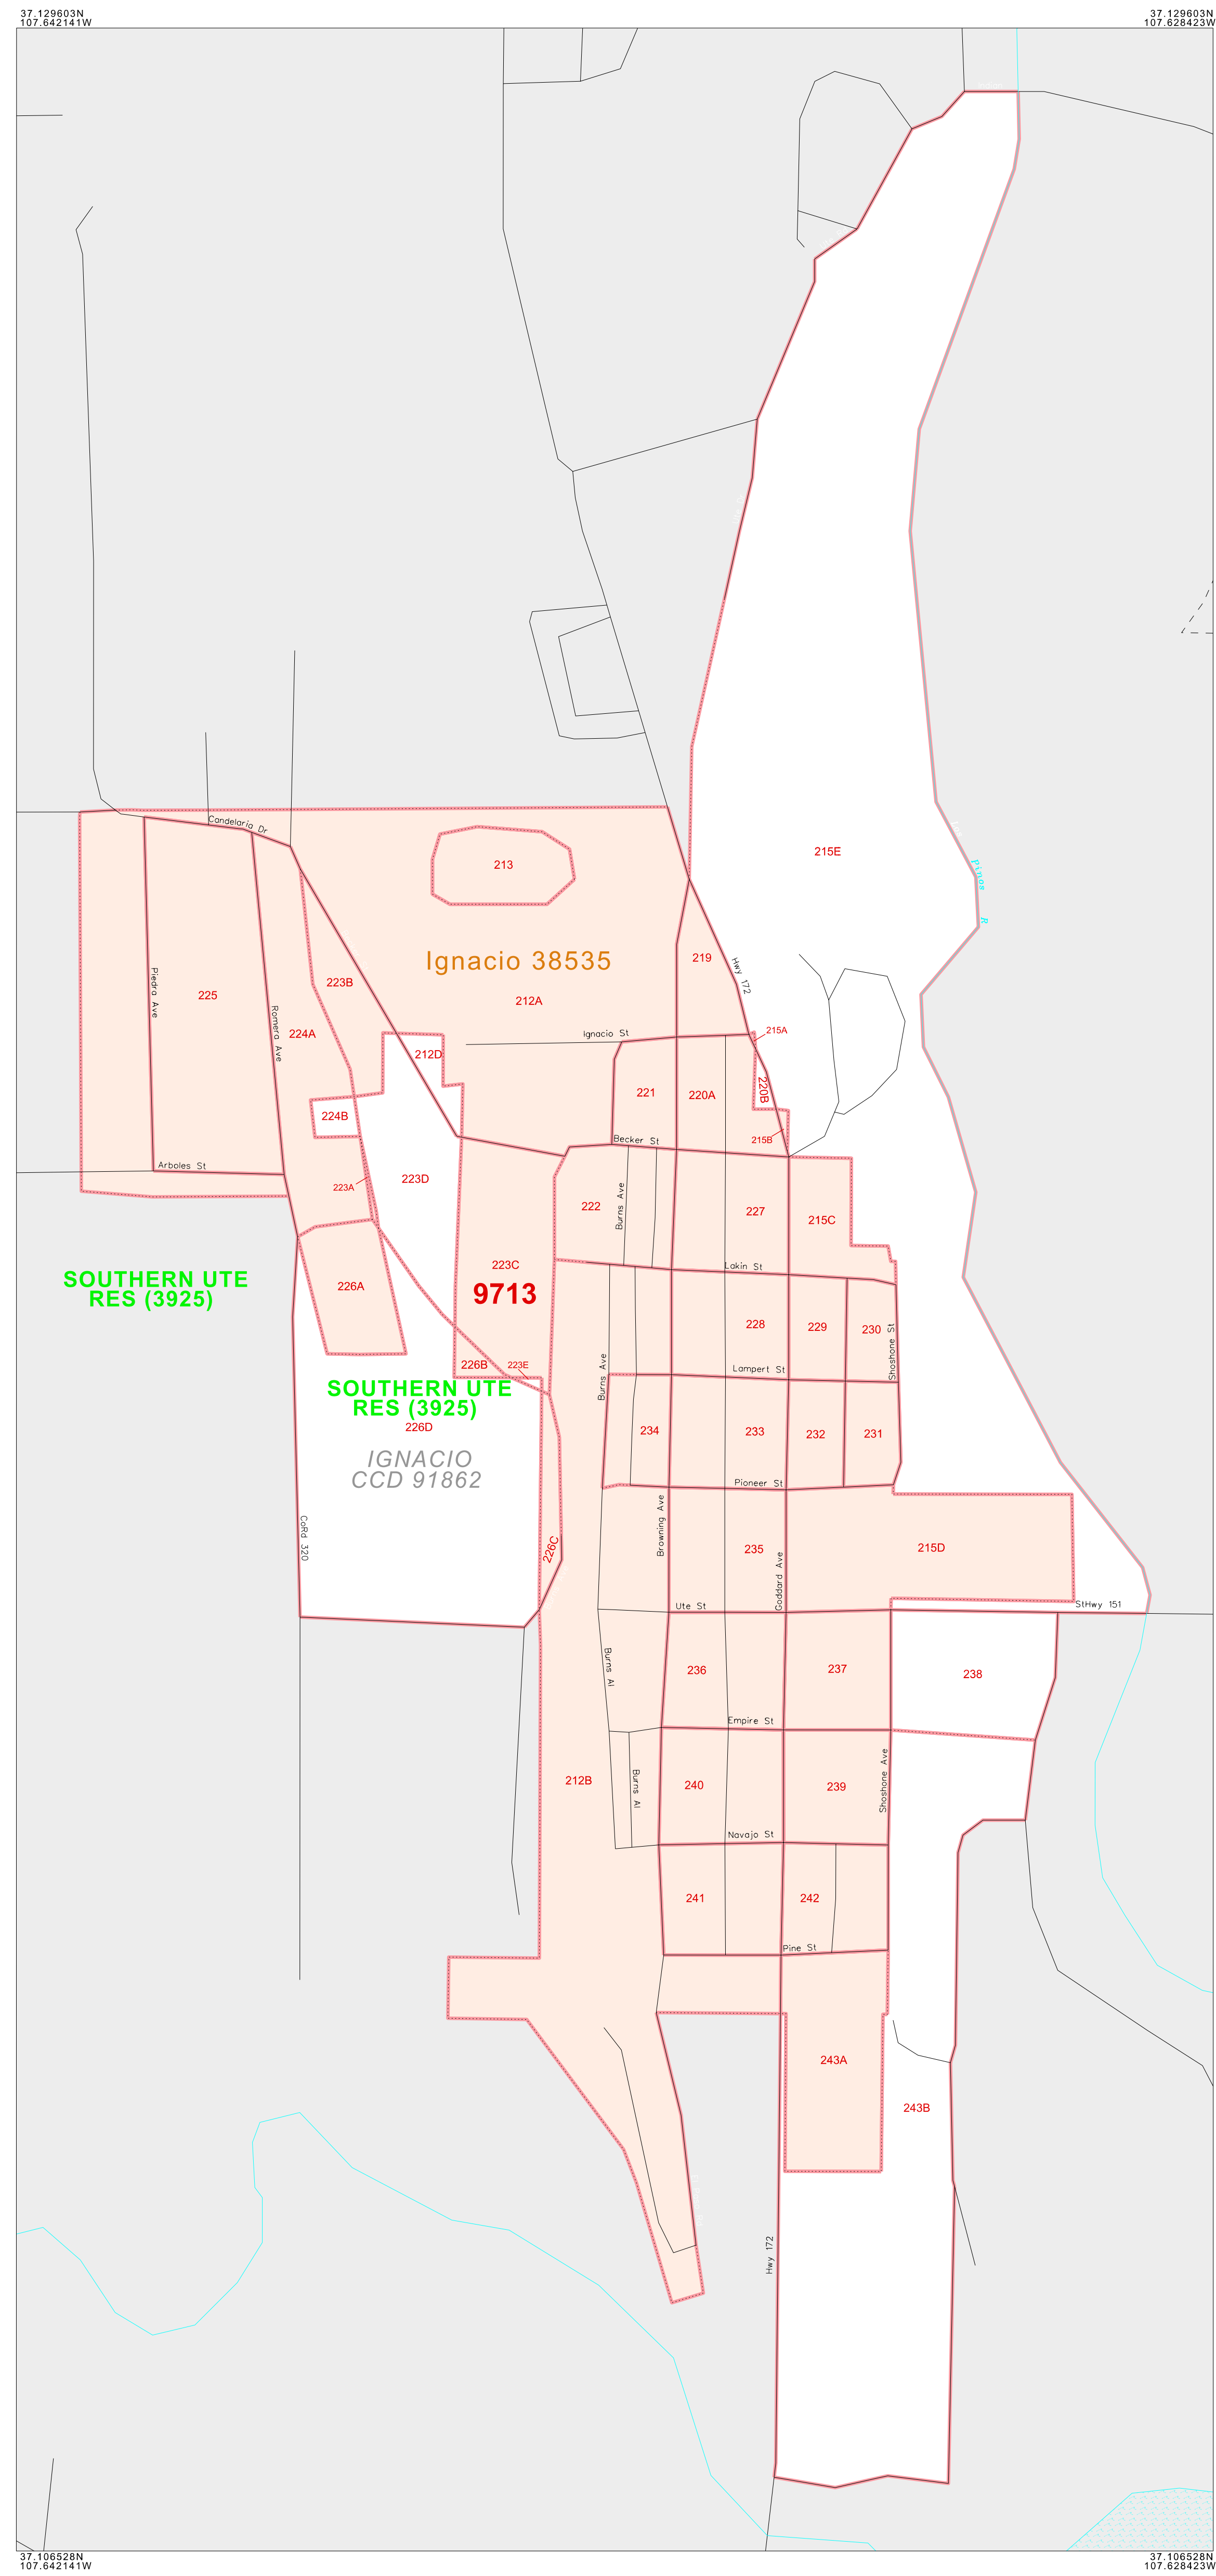 37.129603N
107.642141W
37.129603N
107.628423W
Candelaria Dr
213
215E
Pinos
R
Ignacio 38535
219
Hwy 172
Piedra Ave
225
223B
212A
Romera Ave
224A
Ignacio St
215A
212D
221
220A
220B
224B
Becker St
215B
Arboles St
223A
223D
222
Burns Ave
227
215C
SOUTHERN UTE
RES (3925)
226A
223C
9713
Lakin St
228
229
230
Shoshone St
226B
223E
Burns Ave
Lampert St
SOUTHERN UTE
RES (3925)
226D
234
233
232
231
IGNACIO
CCD 91862
Pioneer St
CoRd 320
226C
Browning Ave
235
Goddard Ave
215D
Ute St
StHwy 151
Burns Al
236
237
238
Empire St
212B
Burns Al
240
239
Shoshone Ave
Navajo St
241
242
Pine St
243A
243B
Hwy 172
37.106528N
107.642141W
37.106528N
107.628423W